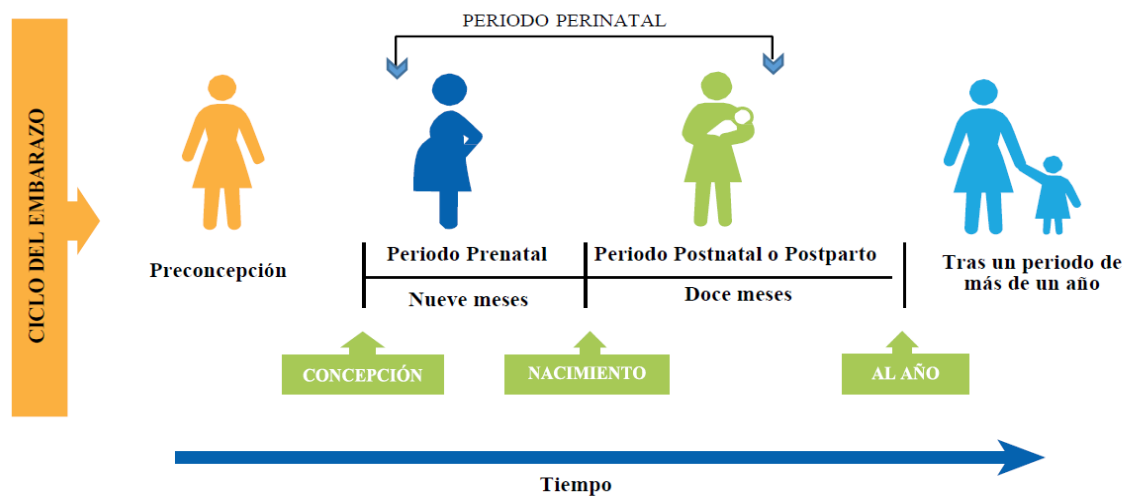 PERIODO PERINATAL
CICLO DEL EMBARAZO
Preconcepción
Periodo Prenatal
Nueve meses
Periodo Postnatal o Postparto
Doce meses
Tras un periodo de
más de un año
CONCEPCIÓN
NACIMIENTO
AL AÑO
Tiempo